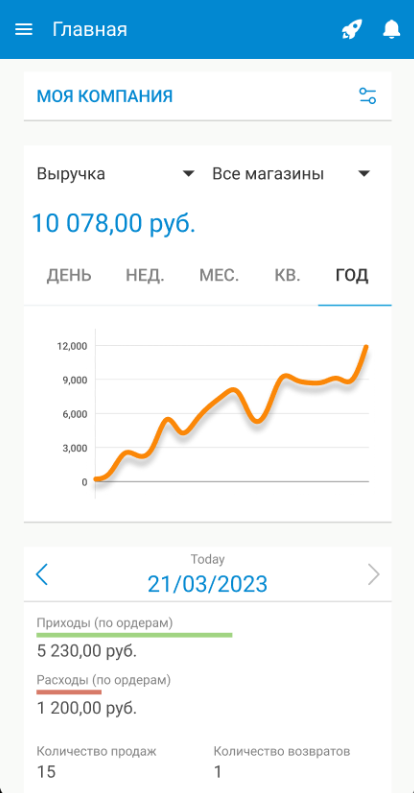 Главная
МОЯ КОМПАНИЯ
Выручка Все магазины
10 078,00 руб.
ДЕНЬ НЕД. МЕС. КВ. ГОД
12,000
9,000
6,000
3,000
0
Today
21/03/2023
Приходы (по ордерам)
5 230,00 руб.
Расходы (по ордерам)
1 200,00 руб.
Количество продаж Количество возвратов
15 1